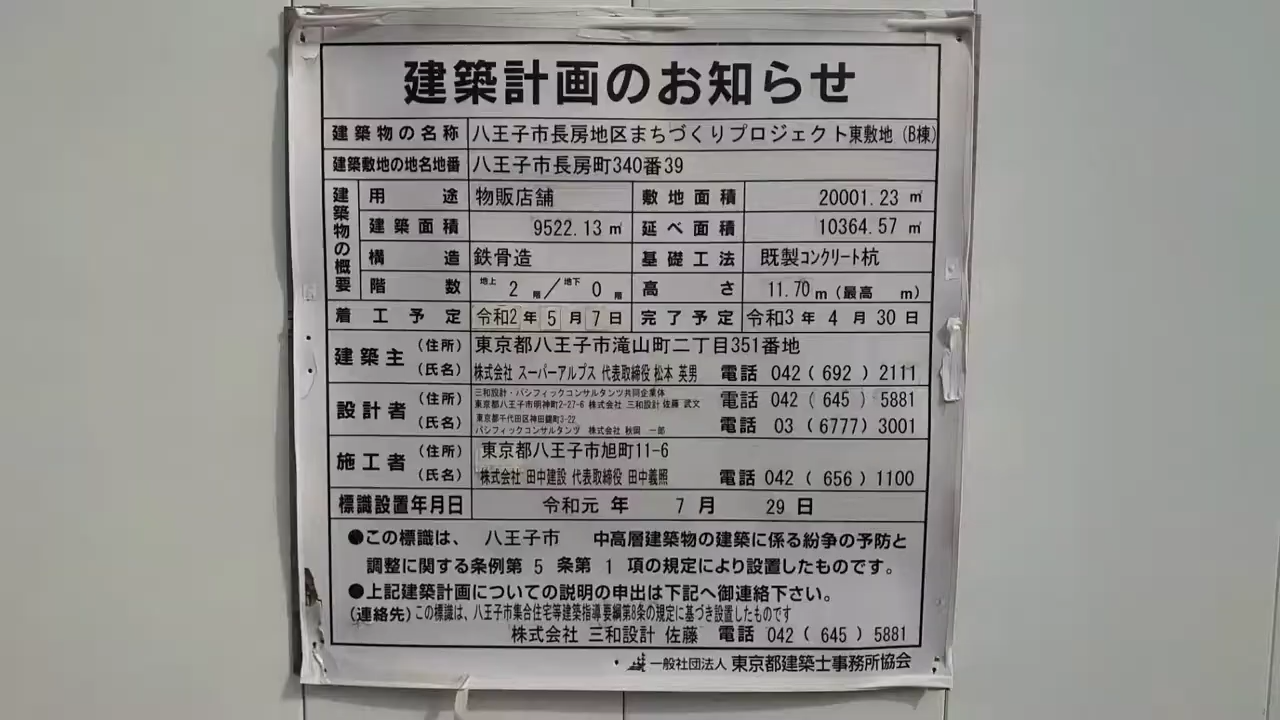 建築計画のお知らせ
建築物の名称 八王子市長房地区まちづくりプロジェクト東敷地（B棟）
建築敷地の地名地番 八王子市長房町340番39
建築物の概要
用途 物販店舗 敷地面積 20001.23 ㎡
建築面積 9522.13 ㎡ 延べ面積 10364.57 ㎡
構造 鉄骨造 基礎工法 既製コンクリート杭
階数 地上 2 階／地下 0 階 高さ 11.70 m（最高 m）
着工予定 令和2年 5月 7日 完了予定 令和3年 4月 30日
建築主 （住所） 東京都八王子市滝山町二丁目351番地
（氏名） 株式会社 スーパーアルプス 代表取締役 松本 英男 電話 042（692）2111
設計者 （住所） 三和設計・パシフィックコンサルタンツ共同企業体
東京都八王子市明神町2-27-6 株式会社 三和設計 佐藤 武文 電話 042（645）5881
（氏名） 東京都千代田区神田錦町3-22
パシフィックコンサルタンツ 株式会社 秋岡 一郎 電話 03（6777）3001
施工者 （住所） 東京都八王子市旭町11-6
（氏名） 株式会社 田中建設 代表取締役 田中義照 電話 042（656）1100
標識設置年月日 令和元年 7月 29日
●この標識は、 八王子市 中高層建築物の建築に係る紛争の予防と
調整に関する条例第 5 条第 1 項の規定により設置したものです。
●上記建築計画についての説明の申出は下記へ御連絡下さい。
（連絡先）この標識は、八王子市集合住宅等建築指導要綱第8条の規定に基づき設置したものです
株式会社 三和設計 佐藤 電話 042（645）5881
一般社団法人 東京都建築士事務所協会